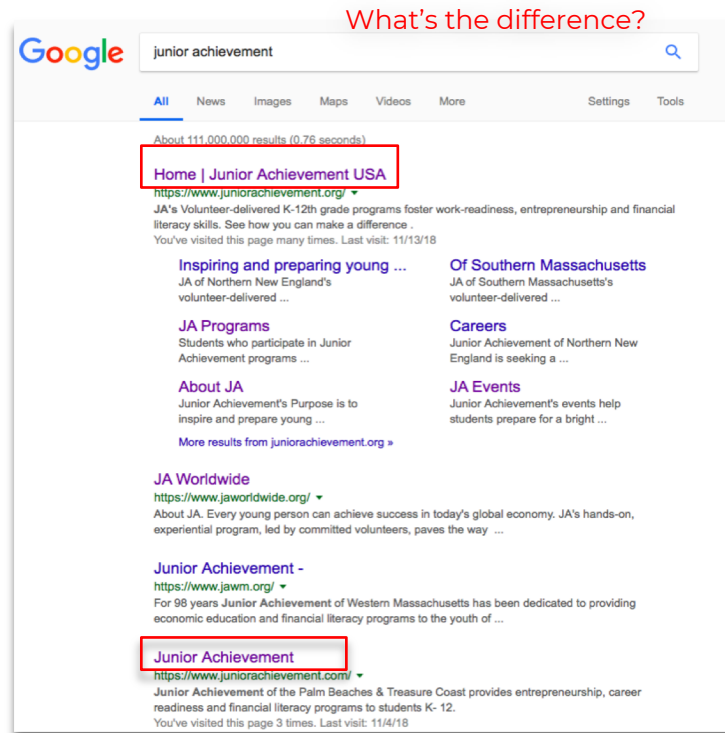 What's the difference?
Google
junior achievement
All News Images Maps Videos More Settings Tools
About 111,000,000 results (0.76 seconds)
Home | Junior Achievement USA
https://www.juniorachievement.org/
JA's Volunteer-delivered K-12th grade programs foster work-readiness, entrepreneurship and financial
literacy skills. See how you can make a difference .
You've visited this page many times. Last visit: 11/13/18
Inspiring and preparing young ...
JA of Northern New England's
volunteer-delivered ...
Of Southern Massachusetts
JA of Southern Massachusetts's
volunteer-delivered ...
JA Programs
Students who participate in Junior
Achievement programs ...
Careers
Junior Achievement of Northern New
England is seeking a ...
About JA
Junior Achievement's Purpose is to
inspire and prepare young ...
JA Events
Junior Achievement's events help
students prepare for a bright ...
More results from juniorachievement.org »
JA Worldwide
https://www.jaworldwide.org/
About JA. Every young person can achieve success in today's global economy. JA's hands-on,
experiential program, led by committed volunteers, paves the way ...
Junior Achievement -
https://www.jawm.org/
For 98 years Junior Achievement of Western Massachusetts has been dedicated to providing
economic education and financial literacy programs to the youth of ...
Junior Achievement
https://www.juniorachievement.com/
Junior Achievement of the Palm Beaches & Treasure Coast provides entrepreneurship, career
readiness and financial literacy programs to students K- 12.
You've visited this page 3 times. Last visit: 11/4/18